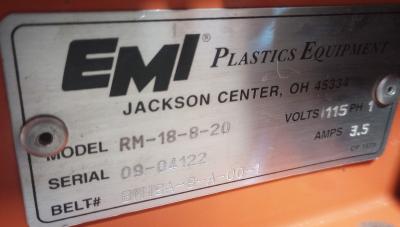 EMI® PLASTICS EQUIPMENT
JACKSON CENTER, OH 45334
MODEL RM-18-8-20 VOLTS 115 PH 1
SERIAL 09-04122 AMPS 3.5
BELT#